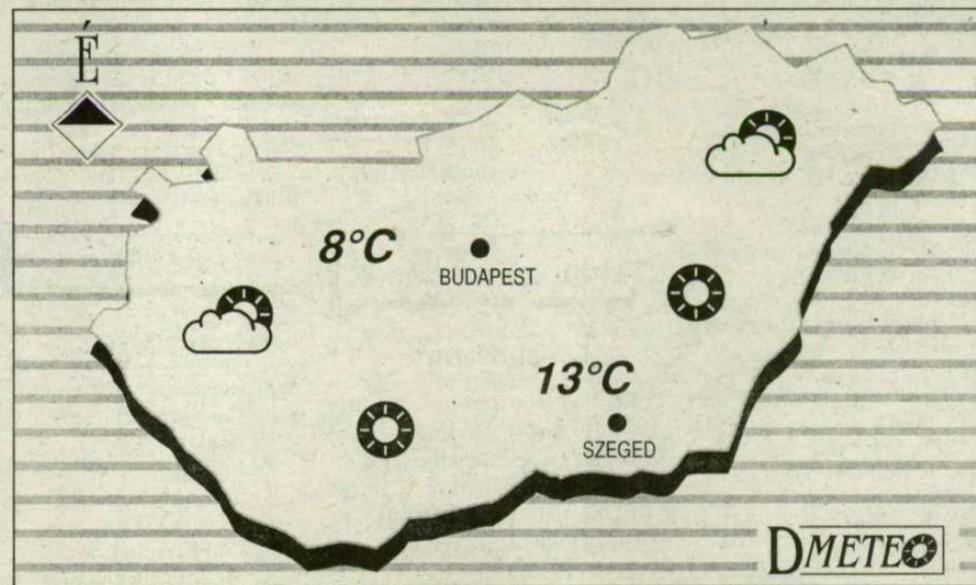 É
8°C
BUDAPEST
13°C
SZEGED
DMETEO